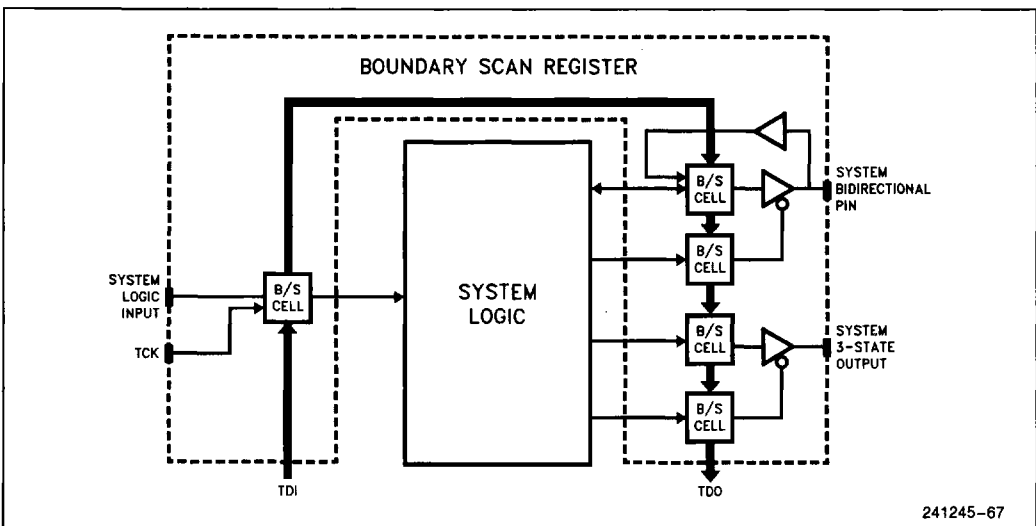 BOUNDARY SCAN REGISTER
B/S
CELL
SYSTEM
BIDIRECTIONAL
PIN
B/S
CELL
SYSTEM
LOGIC
INPUT
B/S
CELL
SYSTEM
LOGIC
TCK
B/S
CELL
SYSTEM
3-STATE
OUTPUT
B/S
CELL
TDI
TDO
241245-67